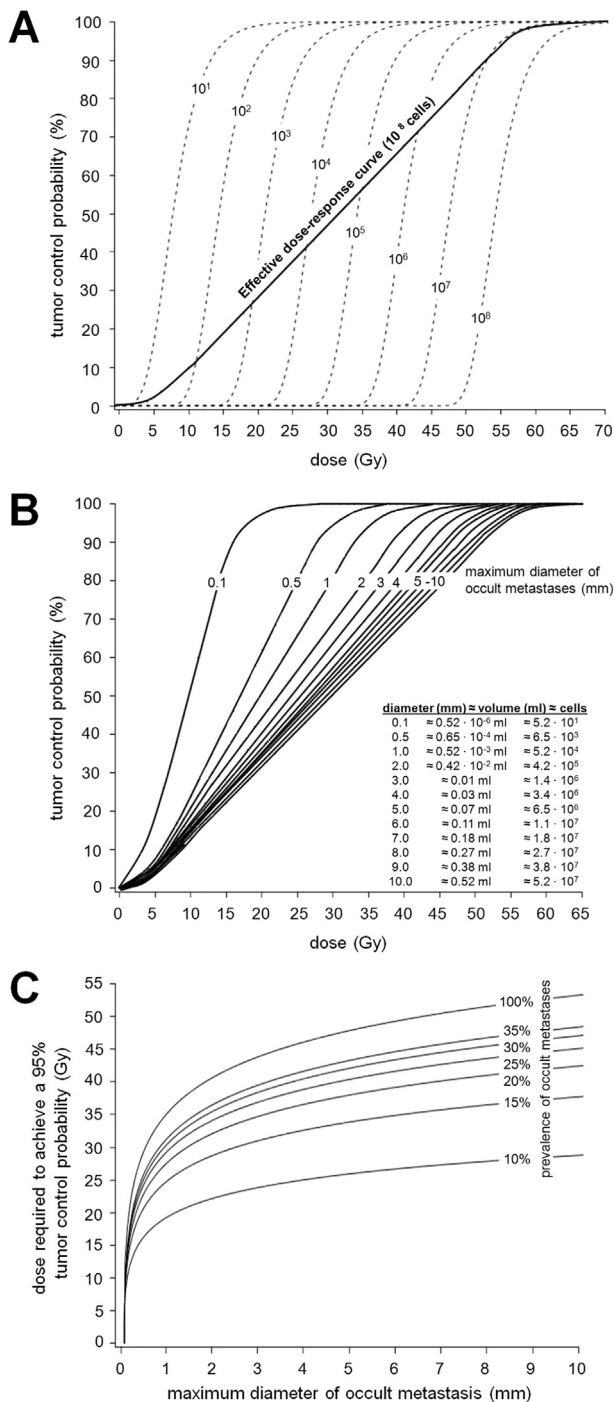 A
tumor control probability (%)
100
90
80
70
60
50
40
30
20
10
0
10¹
10²
10³
10⁴
10⁵
10⁶
10⁷
10⁸
Effective dose-response curve (10⁸ cells)
0 5 10 15 20 25 30 35 40 45 50 55 60 65 70
dose (Gy)
B
tumor control probability (%)
100
90
80
70
60
50
40
30
20
10
0
0.1 0.5 1 2 3 4 5 -10
maximum diameter of
occult metastases (mm)
diameter (mm) ≈ volume (ml) ≈ cells
0.1 ≈ 0.52 · 10⁻⁶ ml ≈ 5.2 · 10¹
0.5 ≈ 0.65 · 10⁻⁴ ml ≈ 6.5 · 10³
1.0 ≈ 0.52 · 10⁻³ ml ≈ 5.2 · 10⁴
2.0 ≈ 0.42 · 10⁻² ml ≈ 4.2 · 10⁵
3.0 ≈ 0.01 ml ≈ 1.4 · 10⁶
4.0 ≈ 0.03 ml ≈ 3.4 · 10⁶
5.0 ≈ 0.07 ml ≈ 6.5 · 10⁶
6.0 ≈ 0.11 ml ≈ 1.1 · 10⁷
7.0 ≈ 0.18 ml ≈ 1.8 · 10⁷
8.0 ≈ 0.27 ml ≈ 2.7 · 10⁷
9.0 ≈ 0.38 ml ≈ 3.8 · 10⁷
10.0 ≈ 0.52 ml ≈ 5.2 · 10⁷
0 5 10 15 20 25 30 35 40 45 50 55 60 65
dose (Gy)
C
dose required to achieve a 95%
tumor control probability (Gy)
55
50
45
40
35
30
25
20
15
10
5
0
100%
35%
30%
25%
20%
15%
10%
prevalence of occult metastases
0 1 2 3 4 5 6 7 8 9 10
maximum diameter of occult metastasis (mm)